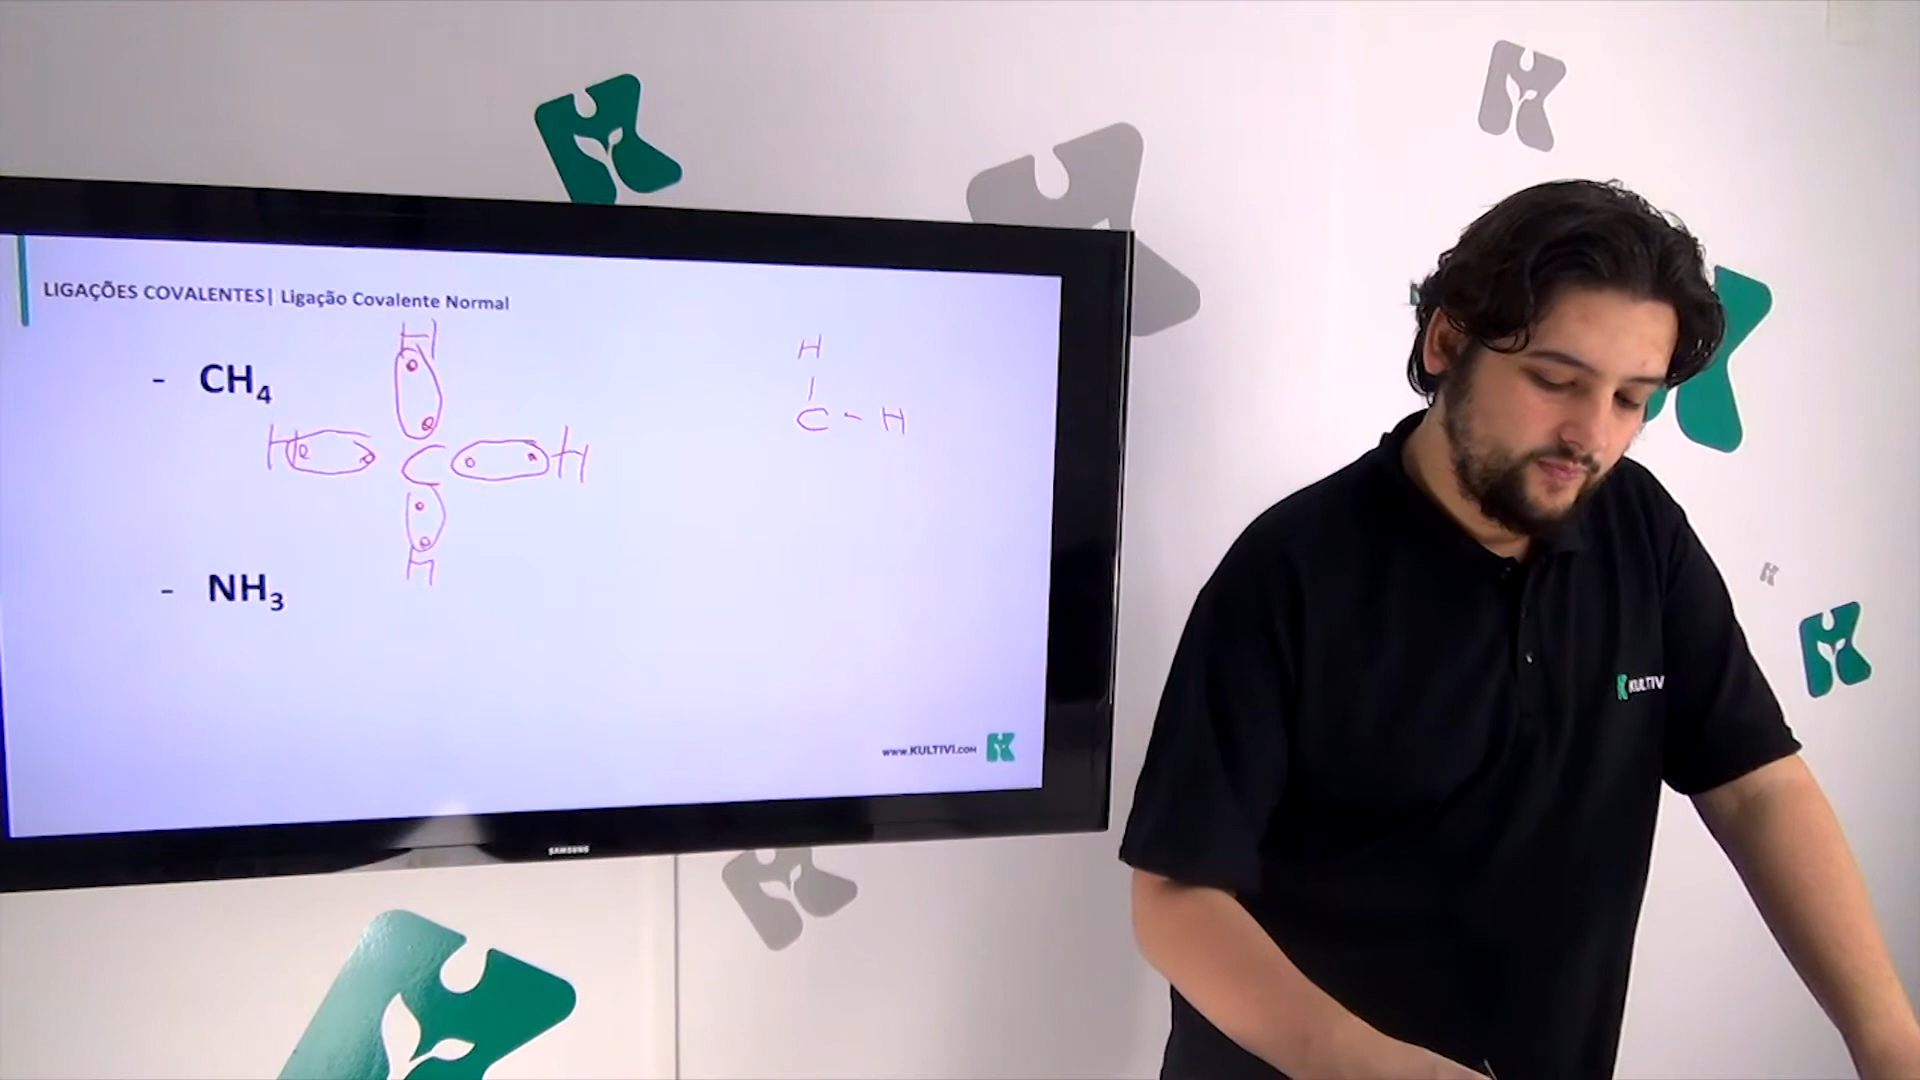 LIGAÇÕES COVALENTES| Ligação Covalente Normal
- CH₄
H
H C H
H
H
C - H
- NH₃
www.KULTIVI.COM
SAMSUNG
KULTIVI